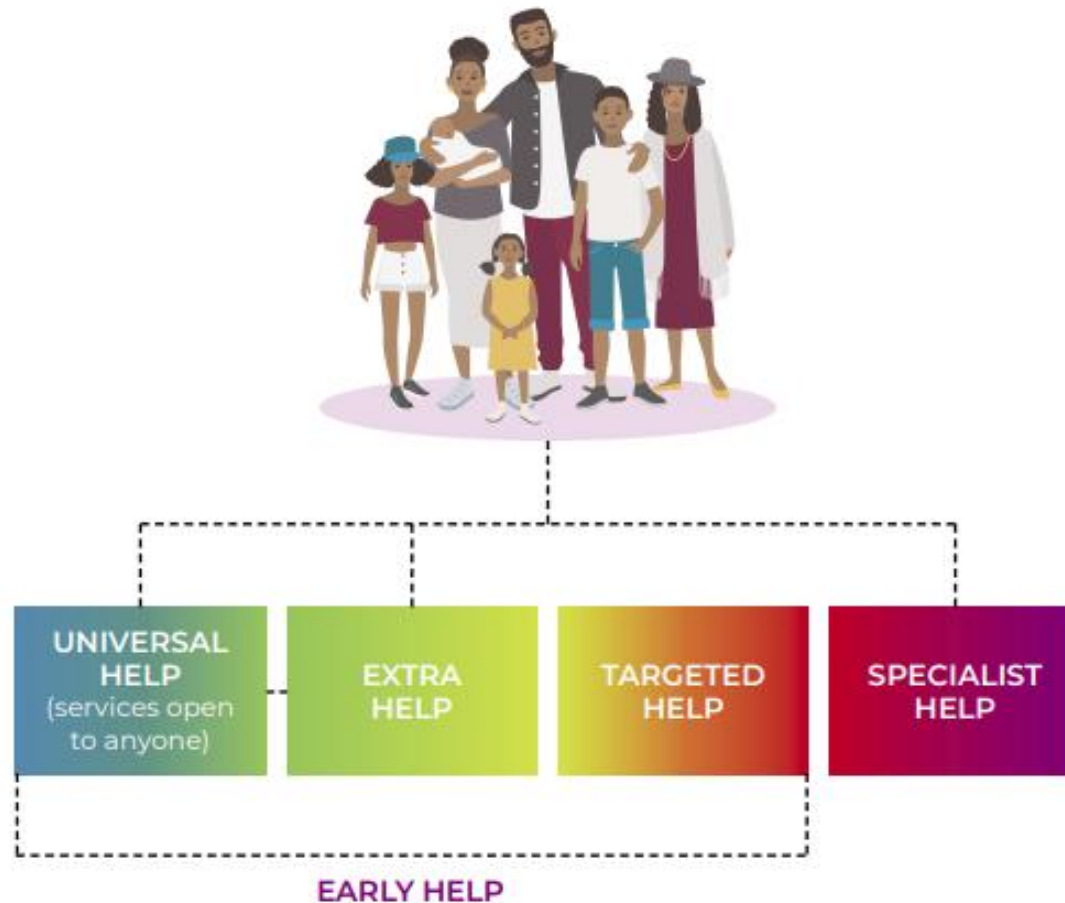 UNIVERSAL
HELP
(services open
to anyone)
EXTRA
HELP
TARGETED
HELP
SPECIALIST
HELP
EARLY HELP